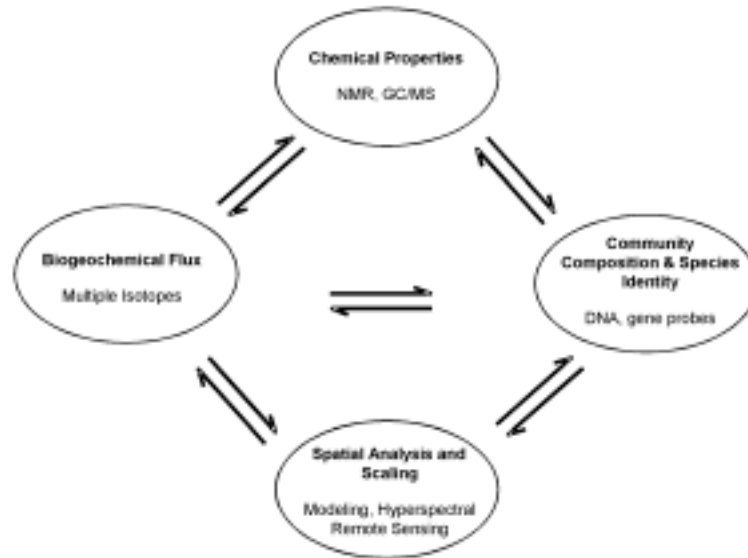 Chemical Properties
NMR, GC/MS
Biogeochemical Flux
Multiple Isotopes
Community
Composition & Species
Identity
DNA, gene probes
Spatial Analysis and
Scaling
Modeling, Hyperspectral
Remote Sensing